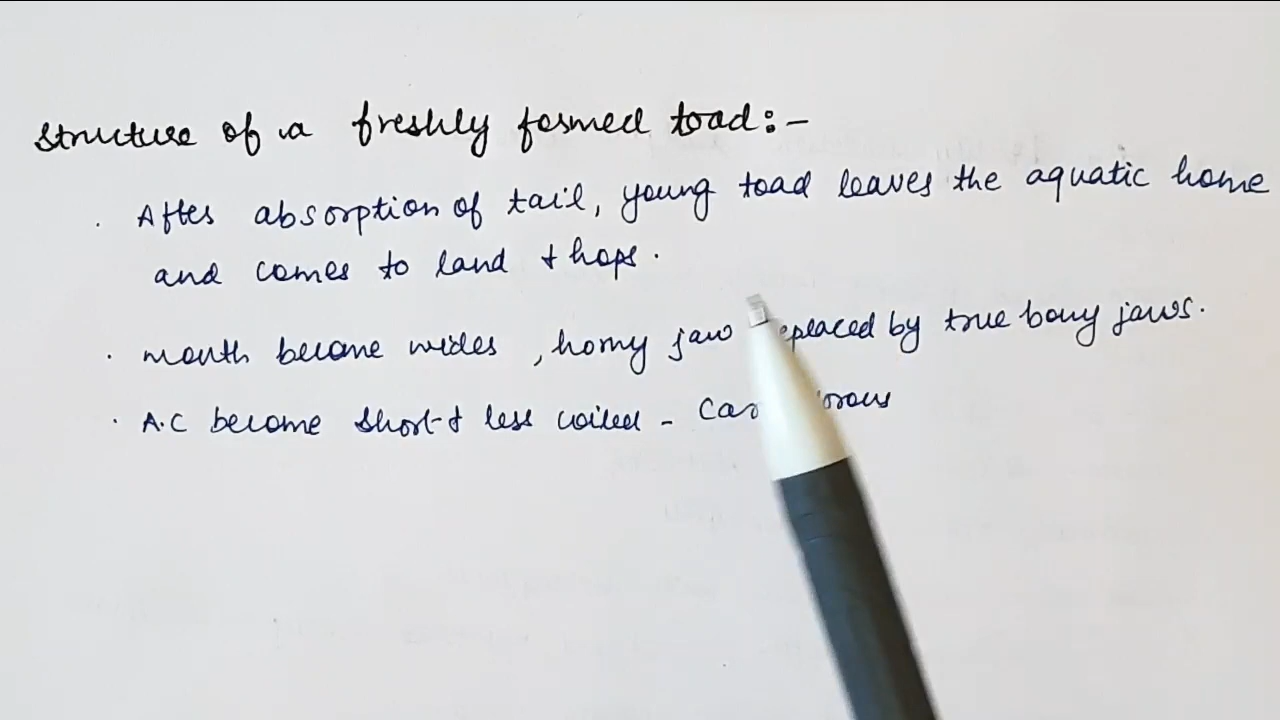 Structure of a freshly formed toad:-
. After absorption of tail, young toad leaves the aquatic home
and comes to land & hops.
. mouth become wider, horny jaw replaced by true bony jaws.
. A.C become short & less coiled -